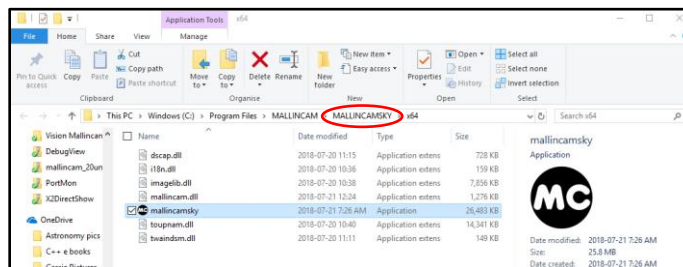 Application Tools x64
File Home Share View Manage
Pin to Quick access
Copy
Paste
Cut
Copy path
Paste shortcut
Clipboard
Move to
Copy to
Delete
Rename
Organise
New folder
New item
Easy access
New
Properties
Open
Edit
History
Open
Select all
Select none
Invert selection
Select
This PC > Windows (C:) > Program Files > MALLINCAM > MALLINCAMSKY > x64
Search x64
Vision Mallincan
DebugView
mallincam_20un
PortMon
X2DirectShow
OneDrive
Astronomy pics
C++ e books
Name Date modified Type Size
dscap.dll 2018-07-20 11:15 Application extens 728 KB
i18n.dll 2018-07-20 10:36 Application extens 159 KB
imagelib.dll 2018-07-20 10:38 Application extens 7,856 KB
mallincam.dll 2018-07-21 12:24 Application extens 1,276 KB
MC mallincamsky 2018-07-21 7:26 AM Application 26,483 KB
toupnam.dll 2018-07-20 10:40 Application extens 14,341 KB
twaindsm.dll 2018-07-20 11:11 Application extens 149 KB
mallincamsky
Application
MC
Date modified: 2018-07-21 7:26 AM
Size: 25.8 MB
Date created: 2018-07-21 7:26 AM